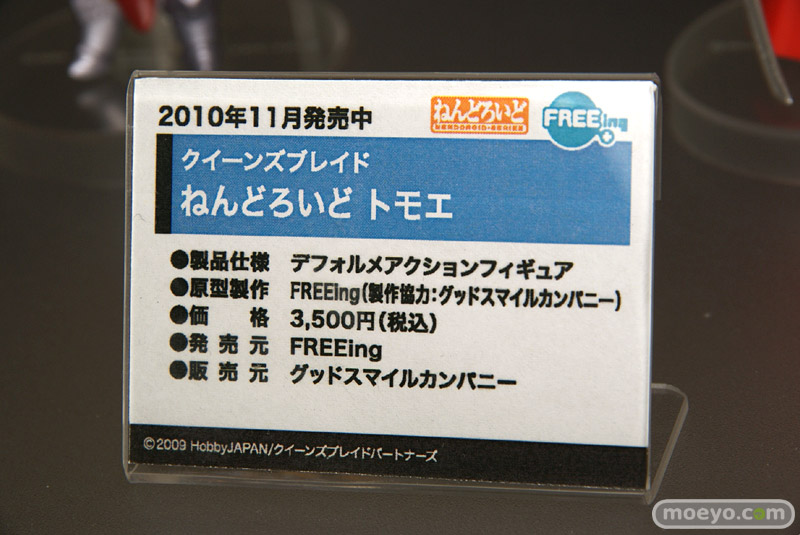 2010年11月発売中
ねんどろいど
NENDOROID-SERIES
FREEing
クイーンズブレイド
ねんどろいど トモエ
●製品仕様 デフォルメアクションフィギュア
●原型製作 FREEing(製作協力:グッドスマイルカンパニー)
●価 格 3,500円(税込)
●発売元 FREEing
●販売元 グッドスマイルカンパニー
©2009 HobbyJAPAN/クイーンズブレイドパートナーズ
moeyo.com